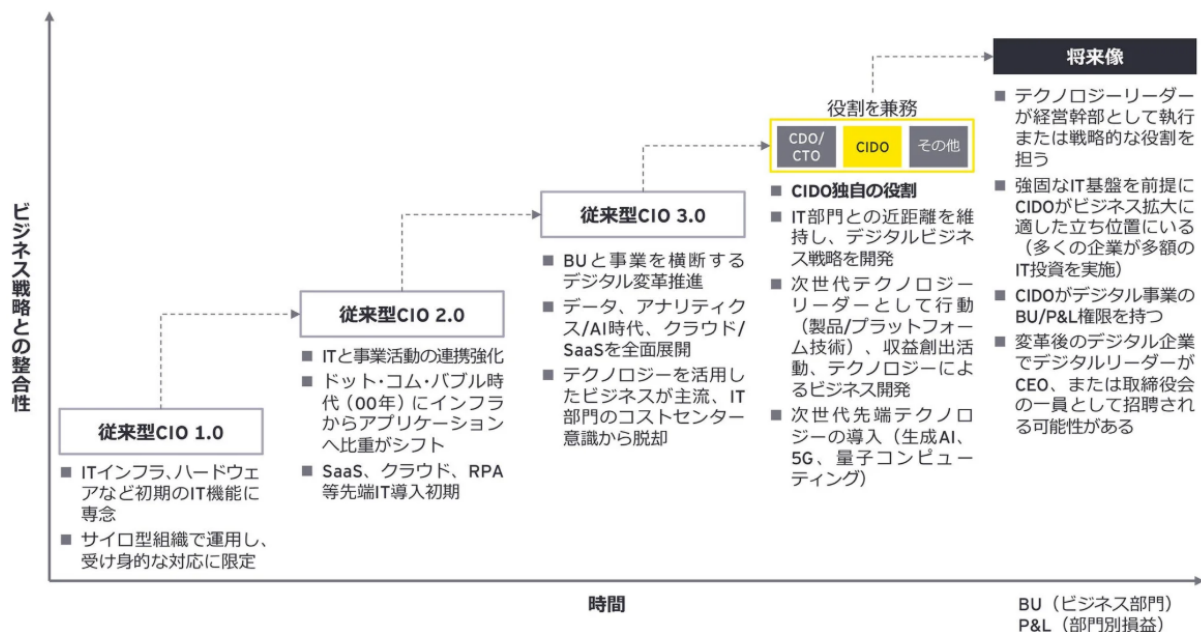 ビジネス戦略との整合性
従来型CIO 1.0
■ ITインフラ、ハードウェ
アなど初期のIT機能に
専念
■ サイロ型組織で運用し、
受け身的な対応に限定
従来型CIO 2.0
■ ITと事業活動の連携強化
■ ドット・コム・バブル時
代（00年）にインフラ
からアプリケーション
へ比重がシフト
■ SaaS、クラウド、RPA
等先端IT導入初期
従来型CIO 3.0
■ BUと事業を横断する
デジタル変革推進
■ データ、アナリティク
ス/AI時代、クラウド/
SaaSを全面展開
■ テクノロジーを活用し
たビジネスが主流、IT
部門のコストセンター
意識から脱却
役割を兼務
CDO/
CTO
CIDO
その他
■ CIDO独自の役割
■ IT部門との近距離を維
持し、デジタルビジネ
ス戦略を開発
■ 次世代テクノロジー
リーダーとして行動
（製品/プラットフォー
ム技術）、収益創出活
動、テクノロジーによ
るビジネス開発
■ 次世代先端テクノロ
ジーの導入（生成AI、
5G、量子コンピュー
ティング）
将来像
■ テクノロジーリーダー
が経営幹部として執行
または戦略的な役割を
担う
■ 強固なIT基盤を前提に
CIDOがビジネス拡大に
適した立ち位置にいる
（多くの企業が多額の
IT投資を実施）
■ CIDOがデジタル事業の
BU/P&L権限を持つ
■ 変革後のデジタル企業
でデジタルリーダーが
CEO、または取締役会
の一員として招聘され
る可能性がある
時間
BU（ビジネス部門）
P&L（部門別損益）